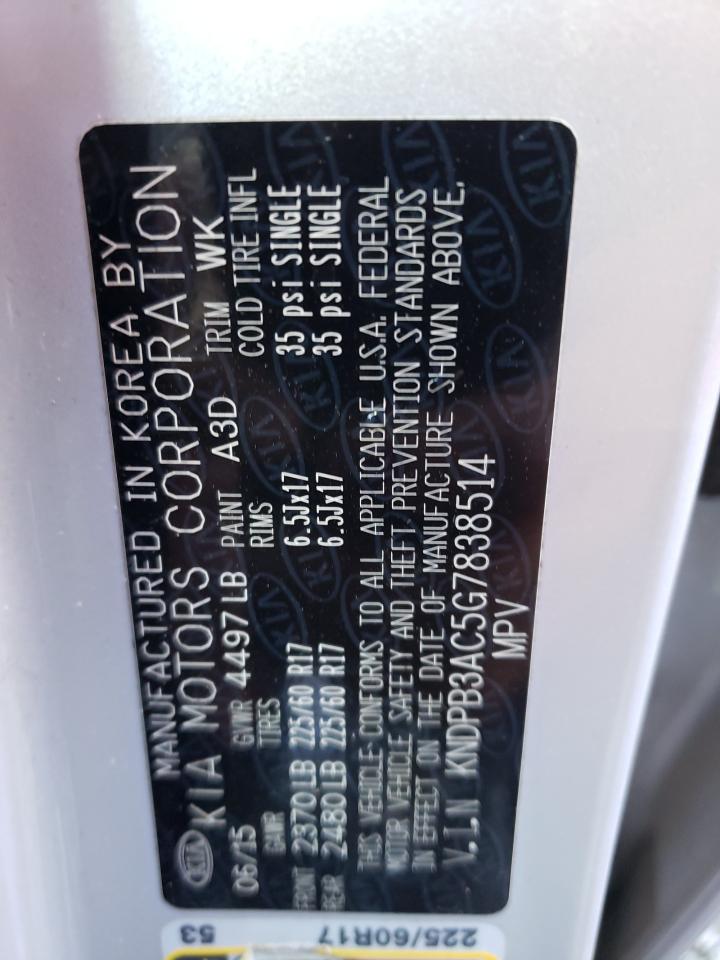 MANUFACTURED IN KOREA BY
KIA KIA MOTORS CORPORATION
06/15 GVWR 4497 LB PAINT A3D TRIM WK
GAWR TIRES RIMS COLD TIRE INFL
FRONT 2370 LB 225/60 R17 6.5Jx17 35 psi SINGLE
REAR 2480 LB 225/60 R17 6.5Jx17 35 psi SINGLE
THIS VEHICLE CONFORMS TO ALL APPLICABLE U.S.A. FEDERAL
MOTOR VEHICLE SAFETY AND THEFT PREVENTION STANDARDS
IN EFFECT ON THE DATE OF MANUFACTURE SHOWN ABOVE.
V.I.N KNDPB3AC5G7838514
MPV
225/60R17
53